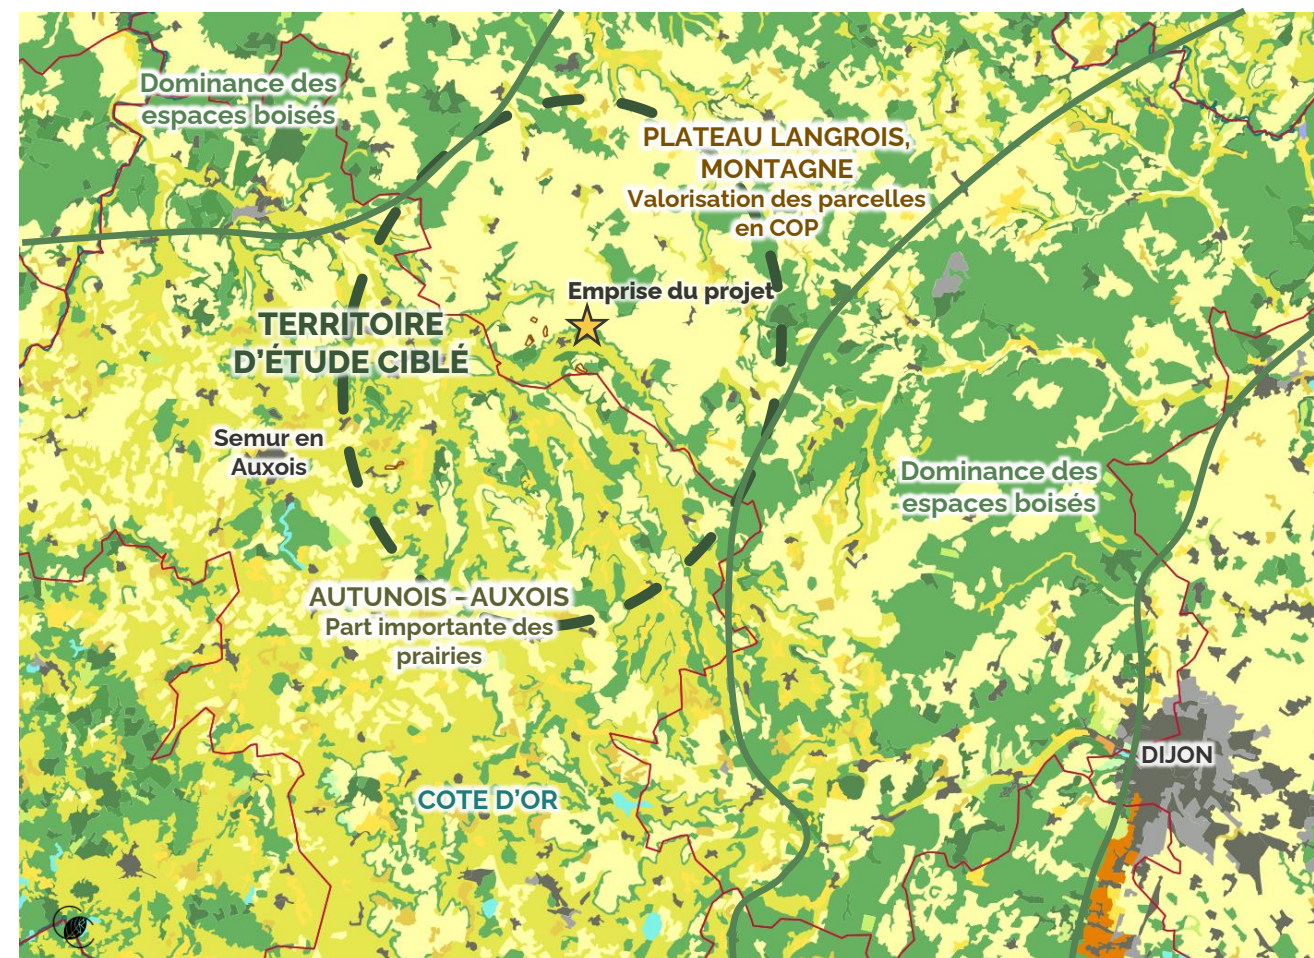 Dominance des
espaces boisés
PLATEAU LANGROIS,
MONTAGNE
Valorisation des parcelles
en COP
Emprise du projet
TERRITOIRE
D'ÉTUDE CIBLÉ
Semur en
Auxois
Dominance des
espaces boisés
AUTUNOIS - AUXOIS
Part importante des
prairies
DIJON
COTE D'OR